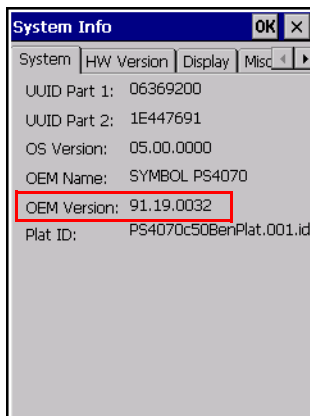 System Info OK ×
System HW Version Display Misc
UUID Part 1: 06369200
UUID Part 2: 1E447691
OS Version: 05.00.0000
OEM Name: SYMBOL PS4070
OEM Version: 91.19.0032
Plat ID: PS4070c50BenPlat.001.id